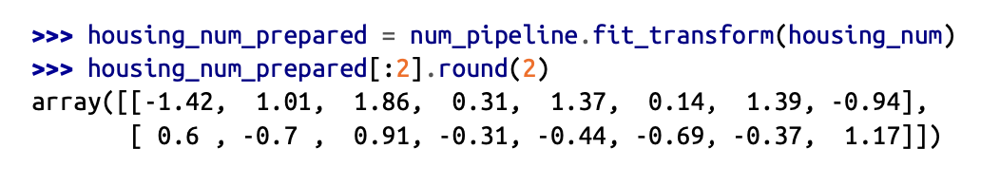 >>> housing_num_prepared = num_pipeline.fit_transform(housing_num)
>>> housing_num_prepared[:2].round(2)
array([[-1.42,  1.01,  1.86,  0.31,  1.37,  0.14,  1.39, -0.94],
       [ 0.6 , -0.7 ,  0.91, -0.31, -0.44, -0.69, -0.37,  1.17]])